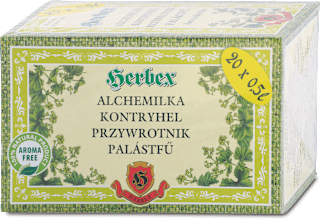 Herbex
20 x 0,5l
ALCHEMILKA
KONTRYHEL
PRZYWROTNIK
PALÁSTFŰ
AROMA
FREE
H